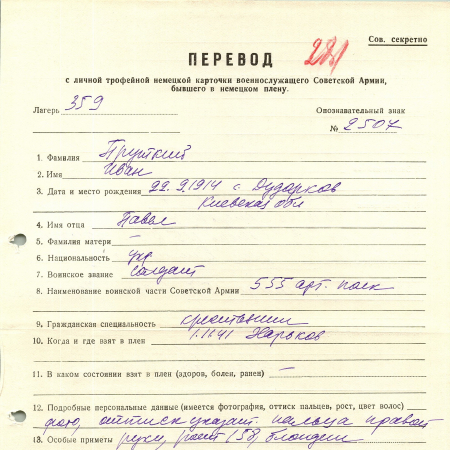 Сов. секретно
281
ПЕРЕВОД
с личной трофейной немецкой карточки военнослужащего Советской Армии,
бывшего в немецком плену.
Лагерь 359
Опознавательный знак
№ 2507
1. Фамилия Пруткий
2. Имя Иван
3. Дата и место рождения 22.9.1914 с. Дударков
Киевская обл
4. Имя отца Павел
5. Фамилия матери —
6. Национальность укр
7. Воинское звание солдат
8. Наименование воинской части Советской Армии 555 арт. полк
9. Гражданская специальность крестьянин
10. Когда и где взят в плен 1.11.41 Харьков
11. В каком состоянии взят в плен (здоров, болен, ранен) —
12. Подробные персональные данные (имеется фотография, оттиск пальцев, рост, цвет волос)
фото, оттиск указат. пальца правой
13. Особые приметы руки, рост 158, блондин